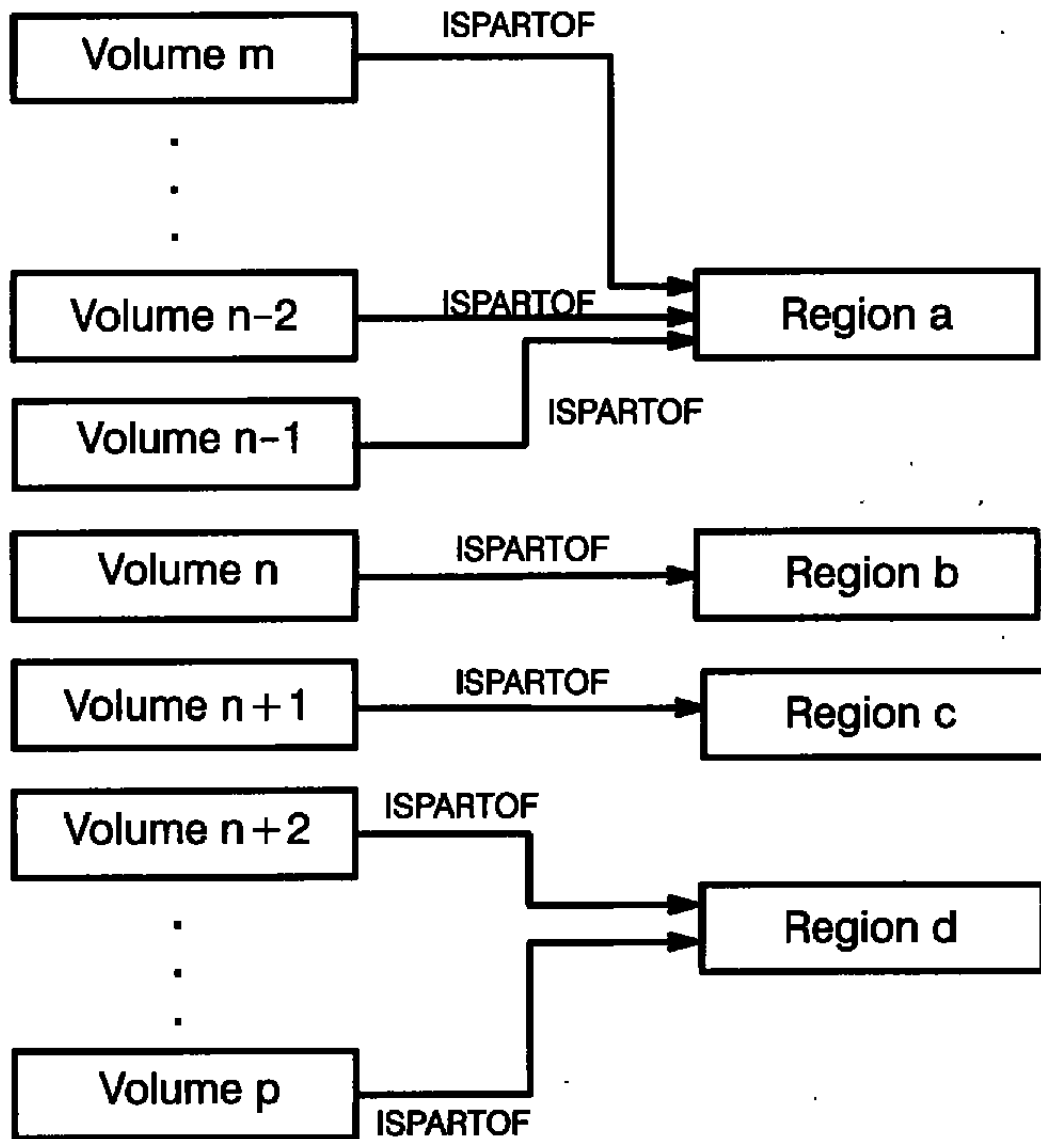 ISPARTOF
Volume m
ISPARTOF
Volume n-2
Region a
ISPARTOF
Volume n-1
ISPARTOF
Volume n
Region b
ISPARTOF
Volume n+1
Region c
ISPARTOF
Volume n+2
Region d
Volume p
ISPARTOF